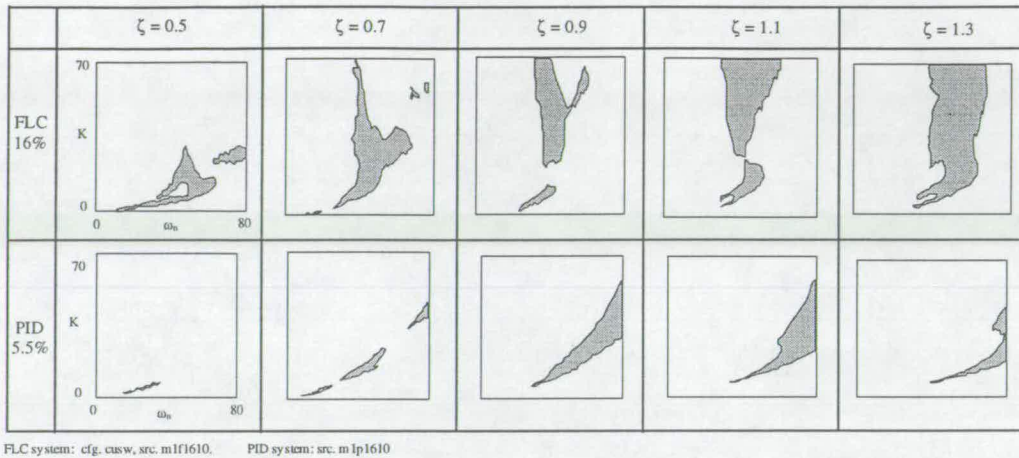 ζ = 0.5
ζ = 0.7
ζ = 0.9
ζ = 1.1
ζ = 1.3
FLC
16%
70
K
0
0
ωn
80
PID
5.5%
70
K
0
0
ωn
80
FLC system: cfg. cusw, src. m1f1610. PID system: src. m1p1610